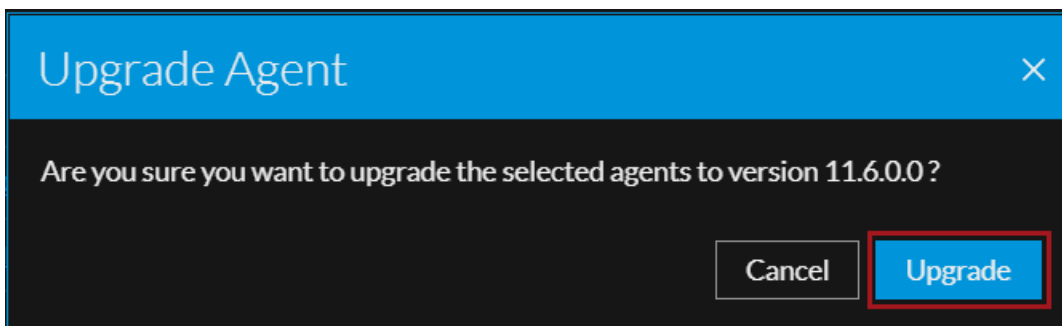 Upgrade Agent
Are you sure you want to upgrade the selected agents to version 11.6.0.0 ?
Cancel
Upgrade